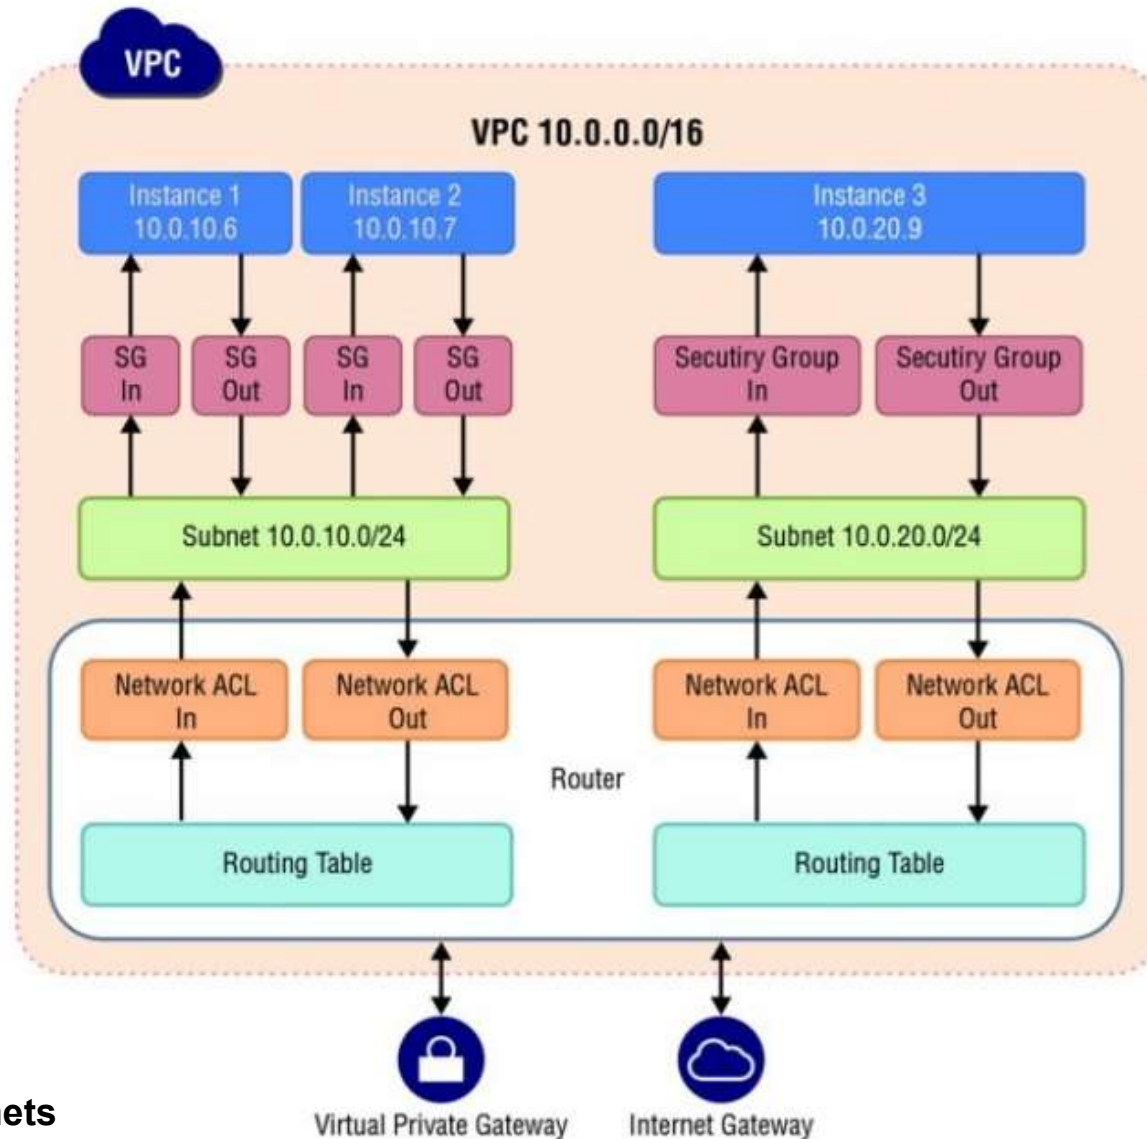 VPC
VPC 10.0.0.0/16
Instance 1
10.0.10.6
Instance 2
10.0.10.7
Instance 3
10.0.20.9
SG
In
SG
Out
SG
In
SG
Out
Secutiry Group
In
Secutiry Group
Out
Subnet 10.0.10.0/24
Subnet 10.0.20.0/24
Network ACL
In
Network ACL
Out
Network ACL
In
Network ACL
Out
Router
Routing Table
Routing Table
nets
Virtual Private Gateway
Internet Gateway